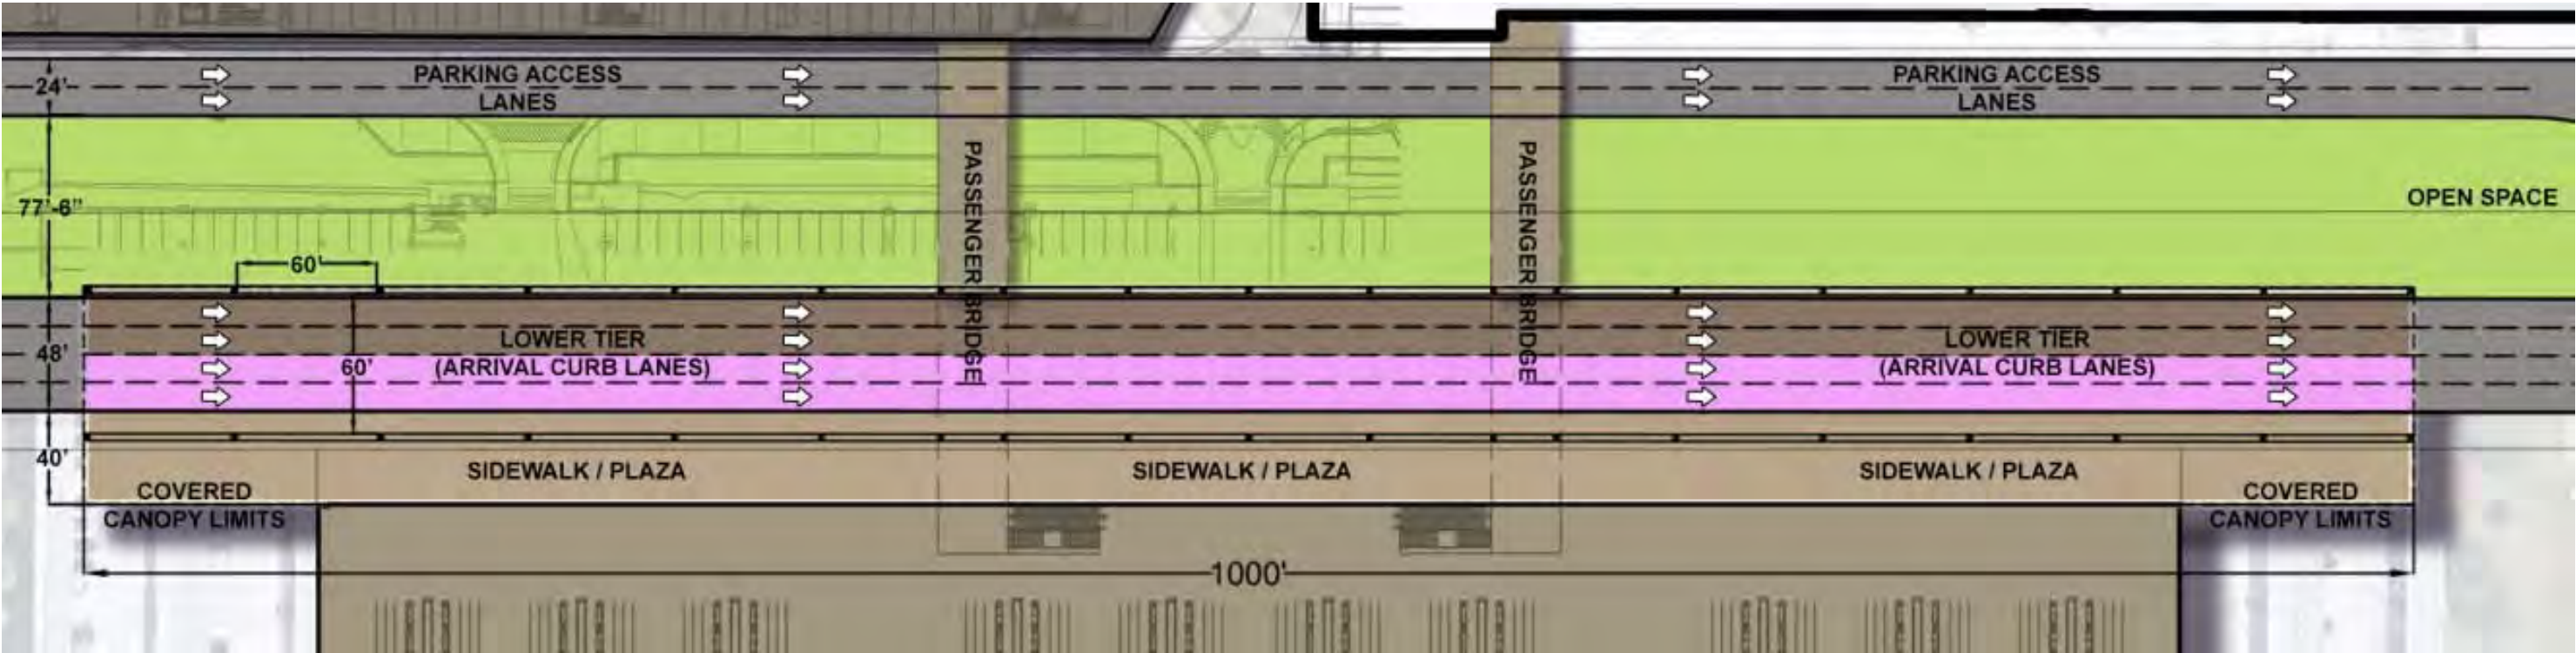 24'
PARKING ACCESS
LANES
PARKING ACCESS
LANES
PASSENGER BRIDGE
PASSENGER BRIDGE
77'-6"
OPEN SPACE
60'
48'
60'
LOWER TIER
(ARRIVAL CURB LANES)
LOWER TIER
(ARRIVAL CURB LANES)
40'
SIDEWALK / PLAZA
SIDEWALK / PLAZA
SIDEWALK / PLAZA
COVERED
CANOPY LIMITS
COVERED
CANOPY LIMITS
1000'